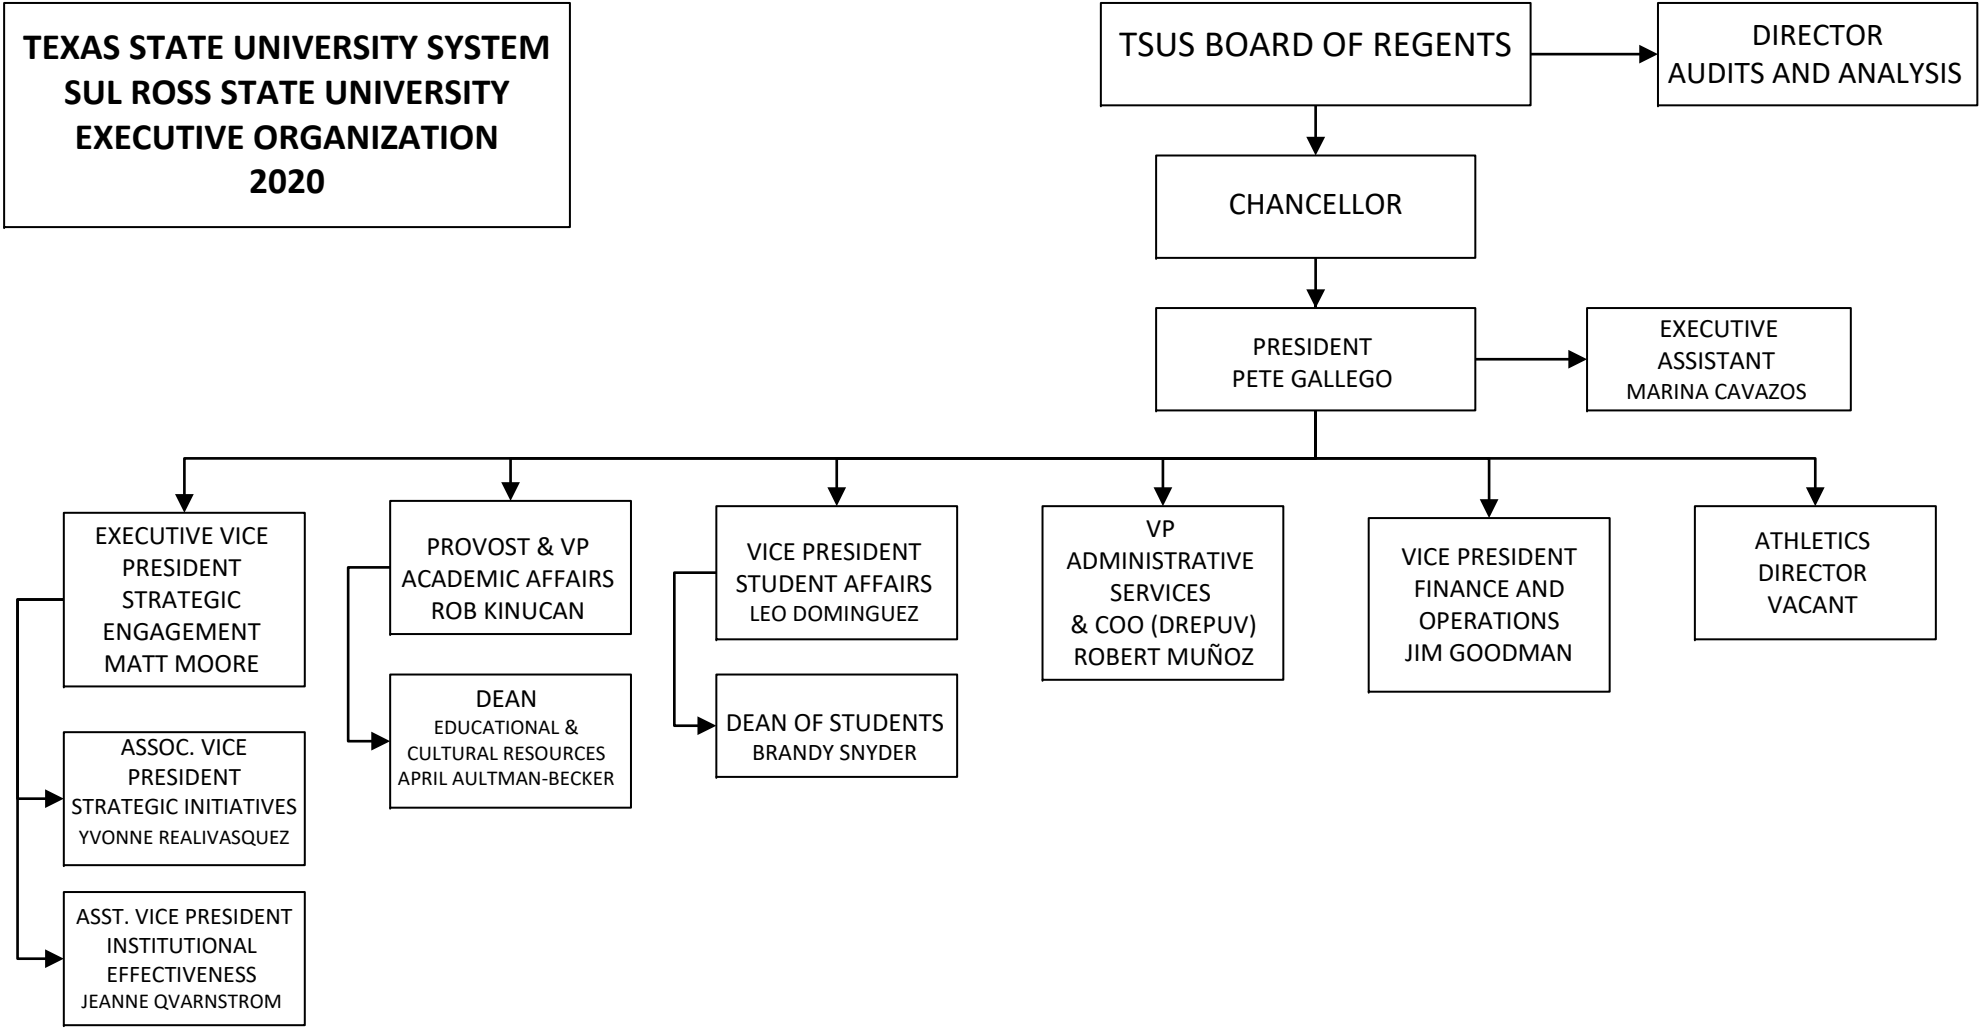 TEXAS STATE UNIVERSITY SYSTEM
SUL ROSS STATE UNIVERSITY
EXECUTIVE ORGANIZATION
2020
TSUS BOARD OF REGENTS
DIRECTOR
AUDITS AND ANALYSIS
CHANCELLOR
PRESIDENT
PETE GALLEGO
EXECUTIVE
ASSISTANT
MARINA CAVAZOS
EXECUTIVE VICE
PRESIDENT
STRATEGIC
ENGAGEMENT
MATT MOORE
PROVOST & VP
ACADEMIC AFFAIRS
ROB KINUCAN
VICE PRESIDENT
STUDENT AFFAIRS
LEO DOMINGUEZ
VP
ADMINISTRATIVE
SERVICES
& COO (DREPUV)
ROBERT MUÑOZ
VICE PRESIDENT
FINANCE AND
OPERATIONS
JIM GOODMAN
ATHLETICS
DIRECTOR
VACANT
ASSOC. VICE
PRESIDENT
STRATEGIC INITIATIVES
YVONNE REALIVASQUEZ
DEAN
EDUCATIONAL &
CULTURAL RESOURCES
APRIL AULTMAN-BECKER
DEAN OF STUDENTS
BRANDY SNYDER
ASST. VICE PRESIDENT
INSTITUTIONAL
EFFECTIVENESS
JEANNE QVARNSTROM